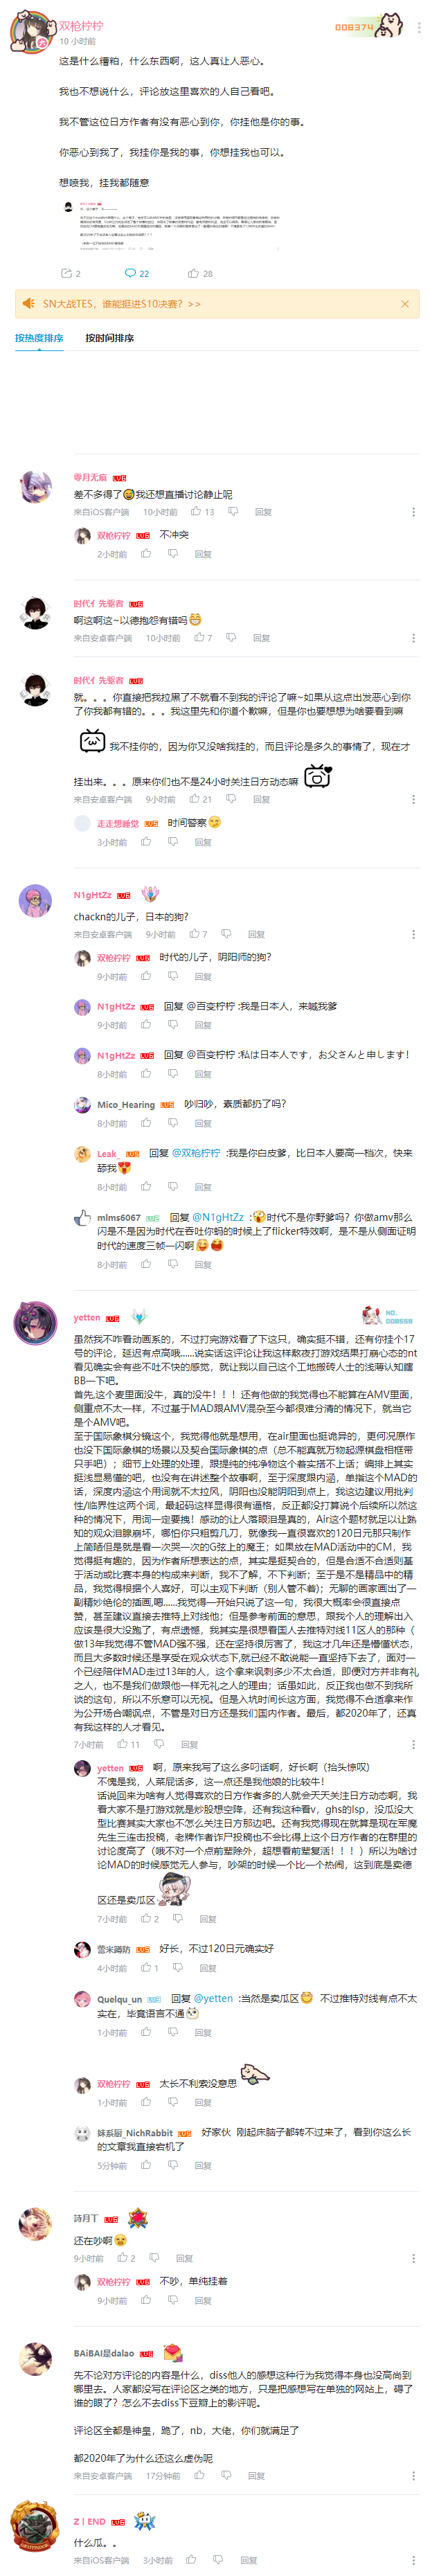 双枪柠柠
10 小时前
008374
这是什么糟粕，什么东西啊，这人真让人恶心。
我也不想说什么，评论放这里喜欢的人自己看吧。
我不管这位日方作者有没有恶心到你，你挂他是你的事。
你恶心到我了，我挂你是我的事，你想挂我也可以。
想喷我，挂我都随意
2
22
28
SN大战TES，谁能挺进S10决赛？>>
按热度排序
按时间排序
零月无痕 LV6
差不多得了我还想直播讨论静止呢
来自iOS客户端 10小时前 13 回复
双枪柠柠 LV6 不冲突
2小时前 回复
时代亻先驱者 LV6
啊这啊这~以德抱怨有错吗
来自安卓客户端 10小时前 7 回复
时代亻先驱者 LV6
就。。。你直接把我拉黑了不就看不到我的评论了嘛~如果从这点出发恶心到你
了你我都有错的。。。我这里先和你道个歉嘛，但是你也要想想为啥要看到嘛
我不挂你的，因为你又没啥我挂的，而且评论是多久的事情了，现在才
挂出来。。。原来你们也不是24小时关注日方动态嘛
来自安卓客户端 9小时前 21 回复
走走想睡觉 LV5 时间警察
3小时前 回复
N1gHtZz LV6
chackn的儿子，日本的狗？
来自安卓客户端 9小时前 7 回复
双枪柠柠 LV6 时代的儿子，阴阳师的狗？
9小时前 回复
N1gHtZz LV6 回复 @百变柠柠 :我是日本人，来喊我爹
9小时前 回复
N1gHtZz LV6 回复 @百变柠柠 :私は日本人です，お父さんと申します！
8小时前 回复
Mico_Hearing LV5 吵归吵，素质都扔了吗？
8小时前 回复
Leak_ LV5 回复 @双枪柠柠 :我是你白皮爹，比日本人要高一档次，快来
舔我
8小时前 回复
mlms6067 回复 @N1gHtZz :时代不是你野爹吗？你做amv那么
闪是不是因为时代在吞吐你妈的时候上了flicker特效啊，是不是从侧面证明
时代的速度三帧一闪啊
8小时前 回复
yetten LV6
NO.
008558
虽然我不咋看动画系的，不过打完游戏看了下这只，确实挺不错，还有你挂个17
号的评论，延迟有点高哦......说实话这评论让我这样熬夜打游戏结果打崩心态的nt
看见确实会有些不吐不快的感觉，就让我以自己这个工地搬砖人士的浅薄认知瞎
BB一下吧。
首先,这个麦里面没牛，真的没牛！！！还有他做的我觉得也不能算在AMV里面，
侧重点不太一样，不过基于MAD跟AMV混杂至今都很难分清的情况下，就当它
是个AMV吧。
至于国际象棋分镜这个，我觉得他就是想用，在air里面也挺诡异的，更何况原作
也没下国际象棋的场景以及契合国际象棋的点（总不能真就万物起源棋盘相框带
只手吧）；细节上处理的处理，跟提纯的纯净物这个着实搭不上话；编排上其实
挺浅显易懂的吧，也没有在讲述整个故事啊，至于深度跟内涵，单指这个MAD的
话，深度内涵这个用词就不大拉风，阴阳也没能阴阳到点上，我这边建议用批判
性/临界性这两个词，最起码这样显得很有逼格，反正都没打算说个后续所以然这
种的情况下，用词一定要拽！感动的让人落眼泪是真的，Air这个题材就足以让熟
知的观众泪腺崩坏，哪怕你只粗剪几刀，就像我一直很喜欢的120日元那只制作
上简陋但是就是看一次哭一次的G弦上的魔王；如果放在MAD活动中的CM，我
觉得挺有趣的，因为作者所想表达的点，其实是挺契合的，但是合适不合适则基
于活动或比赛本身的构成来判断，我不了解，不下判断；至于是不是精品中的精
品，我觉得根据个人喜好，可以主观下判断（别人管不着）；无聊的画家画出了一
副精妙绝伦的插画,嗯......我觉得一开始只说了这一句，我很大概率会很直接点
赞，甚至建议直接去推特上对线他；但是参考前面的意思，跟我个人的理解出入
应该是很大没跑了，有点遗憾，我其实是很想看国人去推特对线11区人的那种（
做13年我觉得不管MAD强不强，还在坚持很厉害了，我这才几年还是懵懂状态，
而且大多数时候还是享受在观众状态下,就已经不敢说能一直坚持下去了，面对一
个已经陪伴MAD走过13年的人，这个拿来讽刺多少不太合适，即便对方并非有礼
之人，也不是我们做跟他一样无礼之人的理由；话虽如此，反正我也做不到我所
谈的这句，所以不乐意可以无视。但是入坑时间长这方面，我觉得不合适拿来作
为公开场合嘲讽点，不管是对日方还是我们国内作者。最后，都2020年了，还真
有我这样的人才看见。
7小时前 11 回复
yetten LV6 啊，原来我写了这么多叼话啊，好长啊（抬头惊叹）
不愧是我，人菜屁话多，这一点还是我他娘的比较牛！
话说回来为啥有人觉得喜欢的日方作者多的人就会天天关注日方动态啊，我
看大家不是打游戏就是炒股想空降，还有我这种看v，ghs的lsp，没瓜没大
型比赛其实大家也不怎么关注日方那边吧。还有我觉得现在就算是现在军魔
先生三连击投稿，老牌作者诈尸投稿也不会比得上这个日方作者的在群里的
讨论度高了（哦不对一个点前辈除外，超想看前辈复活！！！）所以为啥讨
论MAD的时候感觉无人参与，吵架的时候一个比一个热闹，这到底是卖德
区还是卖瓜区
7小时前 2 回复
蕾米蹲防 LV5 好长，不过120日元确实好
4小时前 1 回复
Quelqu_un 回复 @yetten :当然是卖瓜区 不过推特对线有点不太
实在，毕竟语言不通
1小时前 回复
双枪柠柠 LV6 太长不利索没意思
1小时前 回复
妹系厨_NichRabbit LV5 好家伙 刚起床脑子都转不过来了，看到你这么长
的文章我直接宕机了
5分钟前 回复
詩月丅 LV6
还在吵啊
9小时前 2 回复
双枪柠柠 LV6 不吵，单纯挂着
9小时前 回复
BAiBAI是dalao LV6
先不论对方评论的内容是什么，diss他人的感想这种行为我觉得本身也没高尚到
哪里去。人家都没写在评论区之类的地方，只是把感想写在单独的网站上，碍了
谁的眼了？怎么不去diss下豆瓣上的影评呢。
评论区全都是神皇，跪了，nb，大佬，你们就满足了
都2020年了为什么还这么虚伪呢
来自安卓客户端 17分钟前 回复
Z丨END LV6
什么瓜。。
来自iOS客户端 3小时前 回复